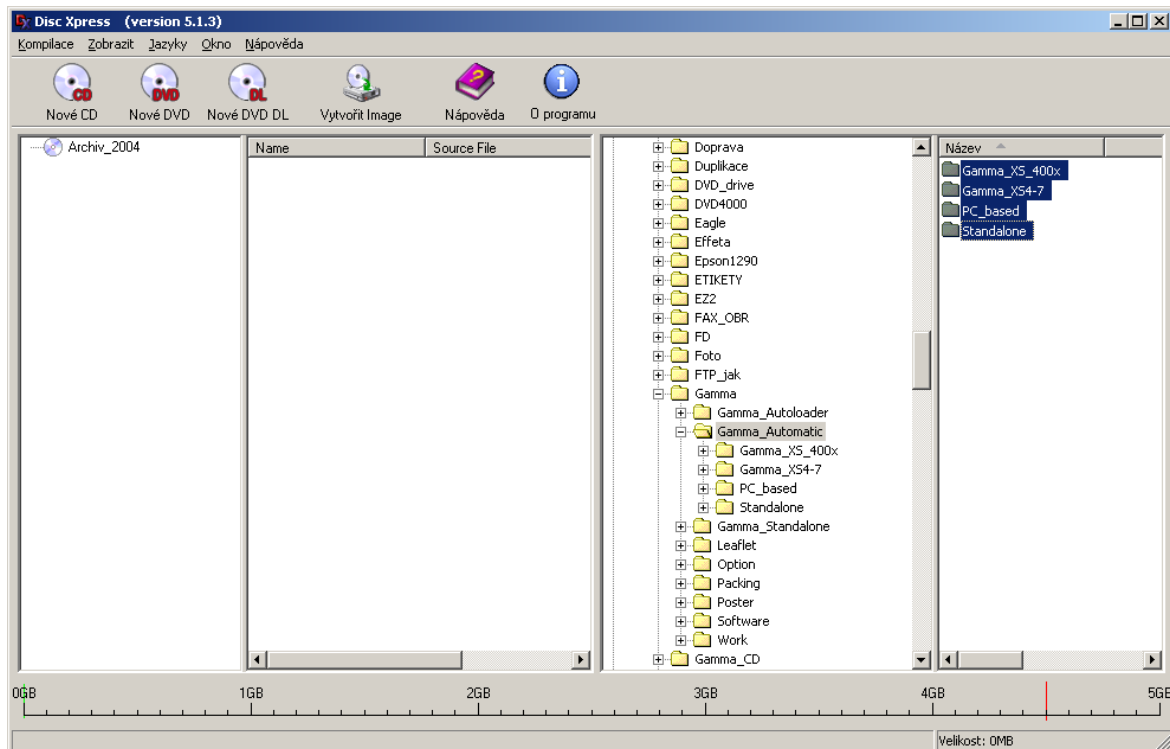 Disc Xpress (version 5.1.3)
Kompilace Zobrazit Jazyky Okno Nápověda
CD DVD DL
Nové CD Nové DVD Nové DVD DL Vytvořit Image Nápověda O programu
Archiv_2004
Name Source File
Doprava
Duplikace
DVD_drive
DVD4000
Eagle
Effeta
Epson1290
ETIKETY
EZ2
FAX_OBR
FD
Foto
FTP_jak
Gamma
Gamma_Autoloader
Gamma_Automatic
Gamma_XS_400x
Gamma_XS4-7
PC_based
Standalone
Gamma_Standalone
Leaflet
Option
Packing
Poster
Software
Work
Gamma_CD
Název
Gamma_XS_400x
Gamma_XS4-7
PC_based
Standalone
0GB 1GB 2GB 3GB 4GB 5GB
Velikost: 0MB